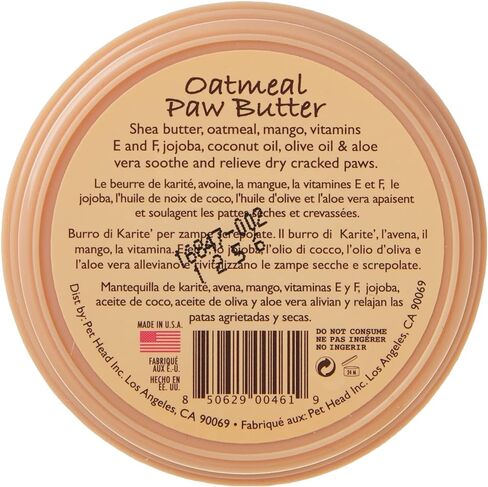 Oatmeal
Paw Butter
Shea butter, oatmeal, mango, vitamins
E and F, jojoba, coconut oil, olive oil & aloe
vera soothe and relieve dry cracked paws.
Le beurre de karité, avoine, la mangue, la vitamines E et F, le
jojoba, l'huile de noix de coco, l'huile d'olive et l'aloe vera apaisent
et soulagent les pattes sèches et crevassées.
Burro di Karite' per zampe screpolate. Il burro di Karite', l'avena, il
mango, la vitamina E e F, lo jojoba, l'olio di cocco, l'olio d'oliva e
l'aloe vera alleviano e rivitalizzano le zampe secche e screpolate.
16847-002
1256
Mantequilla de karité, avena, mango, vitaminas E y F, jojoba,
aceite de coco, aceite de oliva y aloe vera alivian y relajan las
patas agrietadas y secas.
MADE IN U.S.A.
FABRIQUÉ
AUX E.-U.
HECHO EN
EE. UU.
DO NOT CONSUME
NE PAS INGÉRER
NO INGERIR
24 M
8 50629 00461 9
Dist by: Pet Head Inc. Los Angeles, CA 90069 • Fabriqué aux: Pet Head Inc. Los Angeles, CA 90069